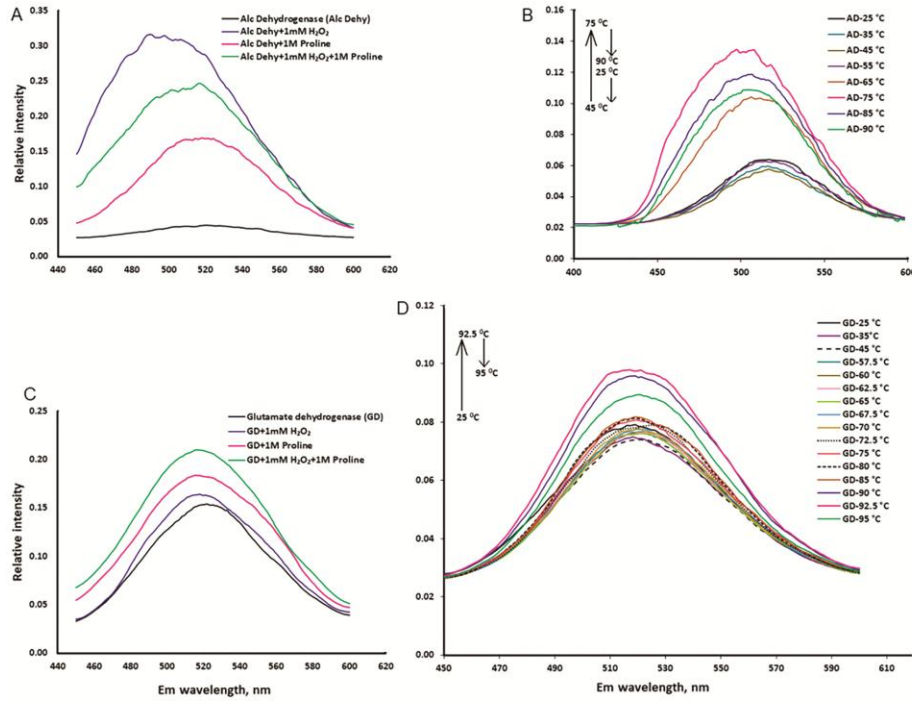 A
Alc Dehydrogenase (Alc Dehy)
Alc Dehy+1mM H₂O₂
Alc Dehy+1M Proline
Alc Dehy+1mM H₂O₂+1M Proline
Relative intensity
0.35
0.30
0.25
0.20
0.15
0.10
0.05
0.00
440 460 480 500 520 540 560 580 600 620
B
75 ⁰C
90 ⁰C
25 ⁰C
45 ⁰C
AD-25 °C
AD-35 °C
AD-45 °C
AD-55 °C
AD-65 °C
AD-75 °C
AD-85 °C
AD-90 °C
0.16
0.14
0.12
0.10
0.08
0.06
0.04
0.02
0.00
400 450 500 550 600
C
Glutamate dehydrogenase (GD)
GD+1mM H₂O₂
GD+1M Proline
GD+1mM H₂O₂+1M Proline
Relative intensity
0.25
0.20
0.15
0.10
0.05
0.00
440 460 480 500 520 540 560 580 600 620
Em wavelength, nm
D
92.5 ⁰C
95 ⁰C
25 ⁰C
GD-25 °C
GD-35°C
GD-45 °C
GD-57.5 °C
GD-60 °C
GD-62.5 °C
GD-65 °C
GD-67.5 °C
GD-70 °C
GD-72.5 °C
GD-75 °C
GD-80 °C
GD-85 °C
GD-90 °C
GD-92.5 °C
GD-95 °C
0.12
0.10
0.08
0.06
0.04
0.02
0.00
450 470 490 510 530 550 570 590 610
Em wavelength, nm